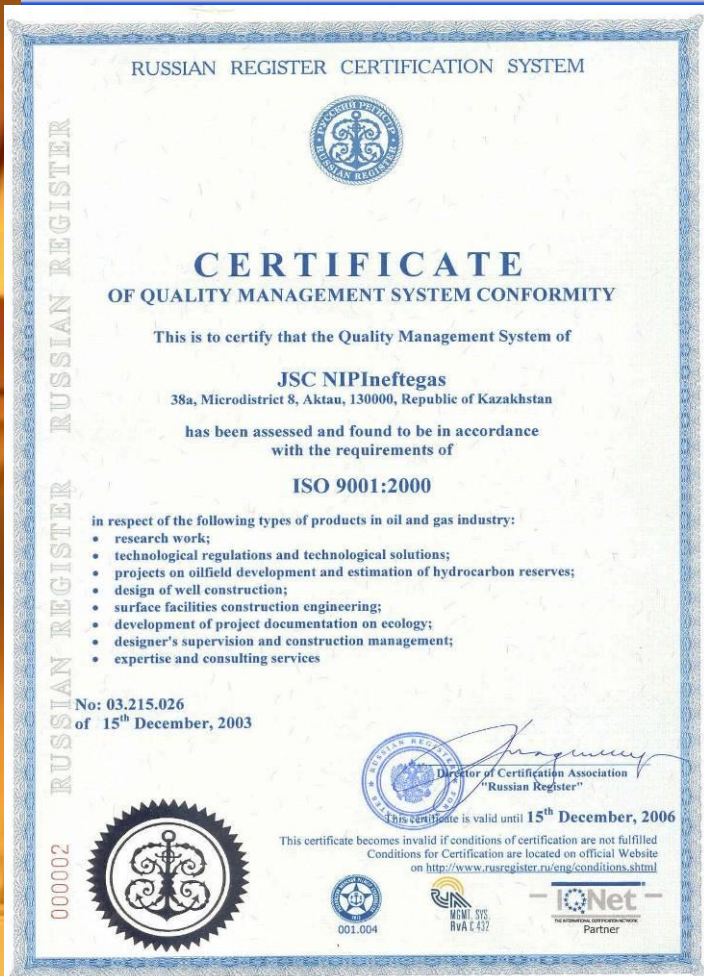 RUSSIAN REGISTER CERTIFICATION SYSTEM
РУССКИЙ РЕГИСТР
RUSSIAN REGISTER
CERTIFICATE
OF QUALITY MANAGEMENT SYSTEM CONFORMITY
This is to certify that the Quality Management System of
JSC NIPIneftegas
38a, Microdistrict 8, Aktau, 130000, Republic of Kazakhstan
has been assessed and found to be in accordance
with the requirements of
ISO 9001:2000
in respect of the following types of products in oil and gas industry:
• research work;
• technological regulations and technological solutions;
• projects on oilfield development and estimation of hydrocarbon reserves;
• design of well construction;
• surface facilities construction engineering;
• development of project documentation on ecology;
• designer's supervision and construction management;
• expertise and consulting services
No: 03.215.026
of 15th December, 2003
Director of Certification Association
"Russian Register"
This certificate is valid until 15th December, 2006
This certificate becomes invalid if conditions of certification are not fulfilled
Conditions for Certification are located on official Website
on http://www.rusregister.ru/eng/conditions.shtml
001.004
MGMT. SYS.
RvA C 432
IQNet
THE INTERNATIONAL CERTIFICATION NETWORK
Partner
RUSSIAN REGISTER RUSSIAN REGISTER RUSSIAN REGISTER
000002